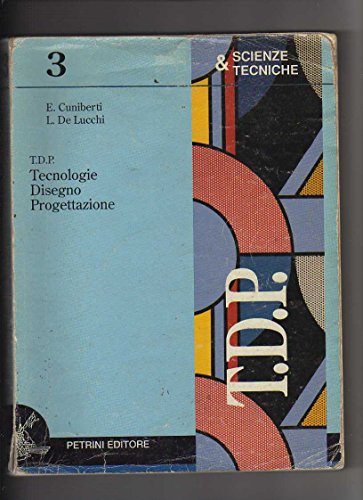 3
& SCIENZE
TECNICHE
E. Cuniberti
L. De Lucchi
T.D.P.
Tecnologie
Disegno
Progettazione
T.D.P.
PETRINI EDITORE